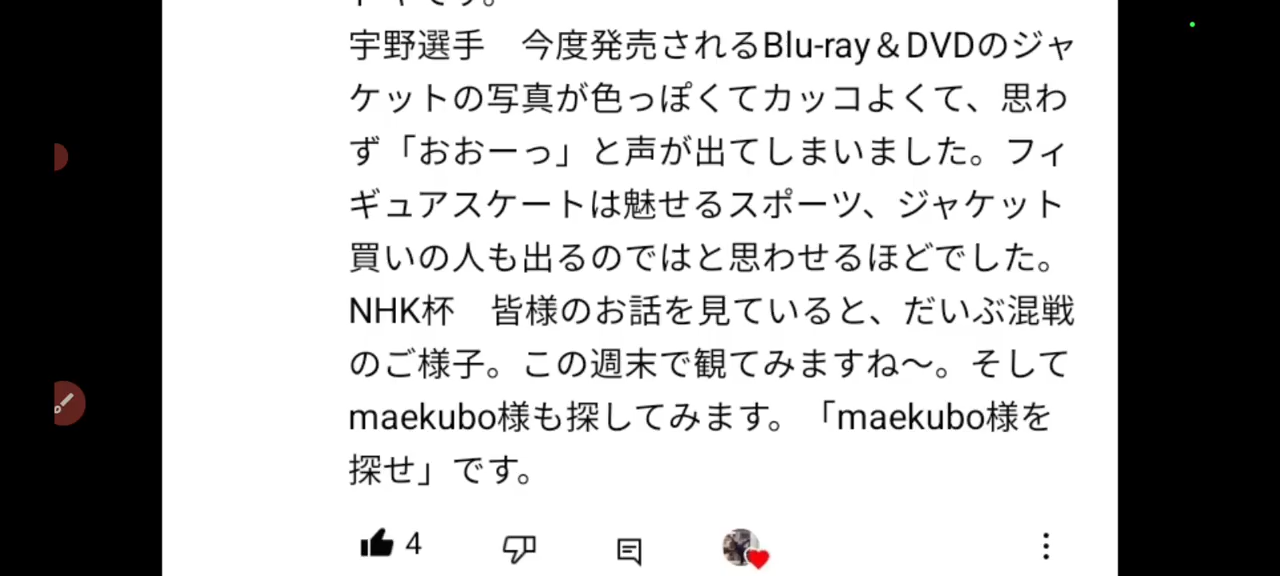 です。
宇野選手　今度発売されるBlu-ray＆DVDのジャ
ケットの写真が色っぽくてカッコよくて、思わ
ず「おおーっ」と声が出てしまいました。フィ
ギュアスケートは魅せるスポーツ、ジャケット
買いの人も出るのではと思わせるほどでした。
NHK杯　皆様のお話を見ていると、だいぶ混戦
のご様子。この週末で観てみますね〜。そして
maekubo様も探してみます。「maekubo様を
探せ」です。
4